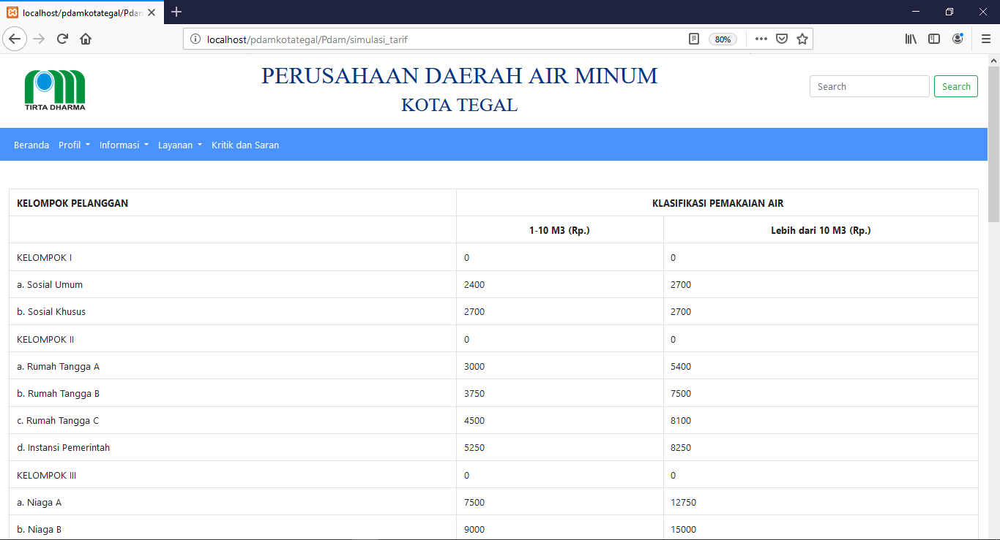 localhost/pdamkotategal/Pdam
localhost/pdamkotategal/Pdam/simulasi_tarif
80%
TIRTA DHARMA
PERUSAHAAN DAERAH AIR MINUM
KOTA TEGAL
Search
Search
Beranda Profil Informasi Layanan Kritik dan Saran
KELOMPOK PELANGGAN KLASIFIKASI PEMAKAIAN AIR
1-10 M3 (Rp.) Lebih dari 10 M3 (Rp.)
KELOMPOK I 0 0
a. Sosial Umum 2400 2700
b. Sosial Khusus 2700 2700
KELOMPOK II 0 0
a. Rumah Tangga A 3000 5400
b. Rumah Tangga B 3750 7500
c. Rumah Tangga C 4500 8100
d. Instansi Pemerintah 5250 8250
KELOMPOK III 0 0
a. Niaga A 7500 12750
b. Niaga B 9000 15000